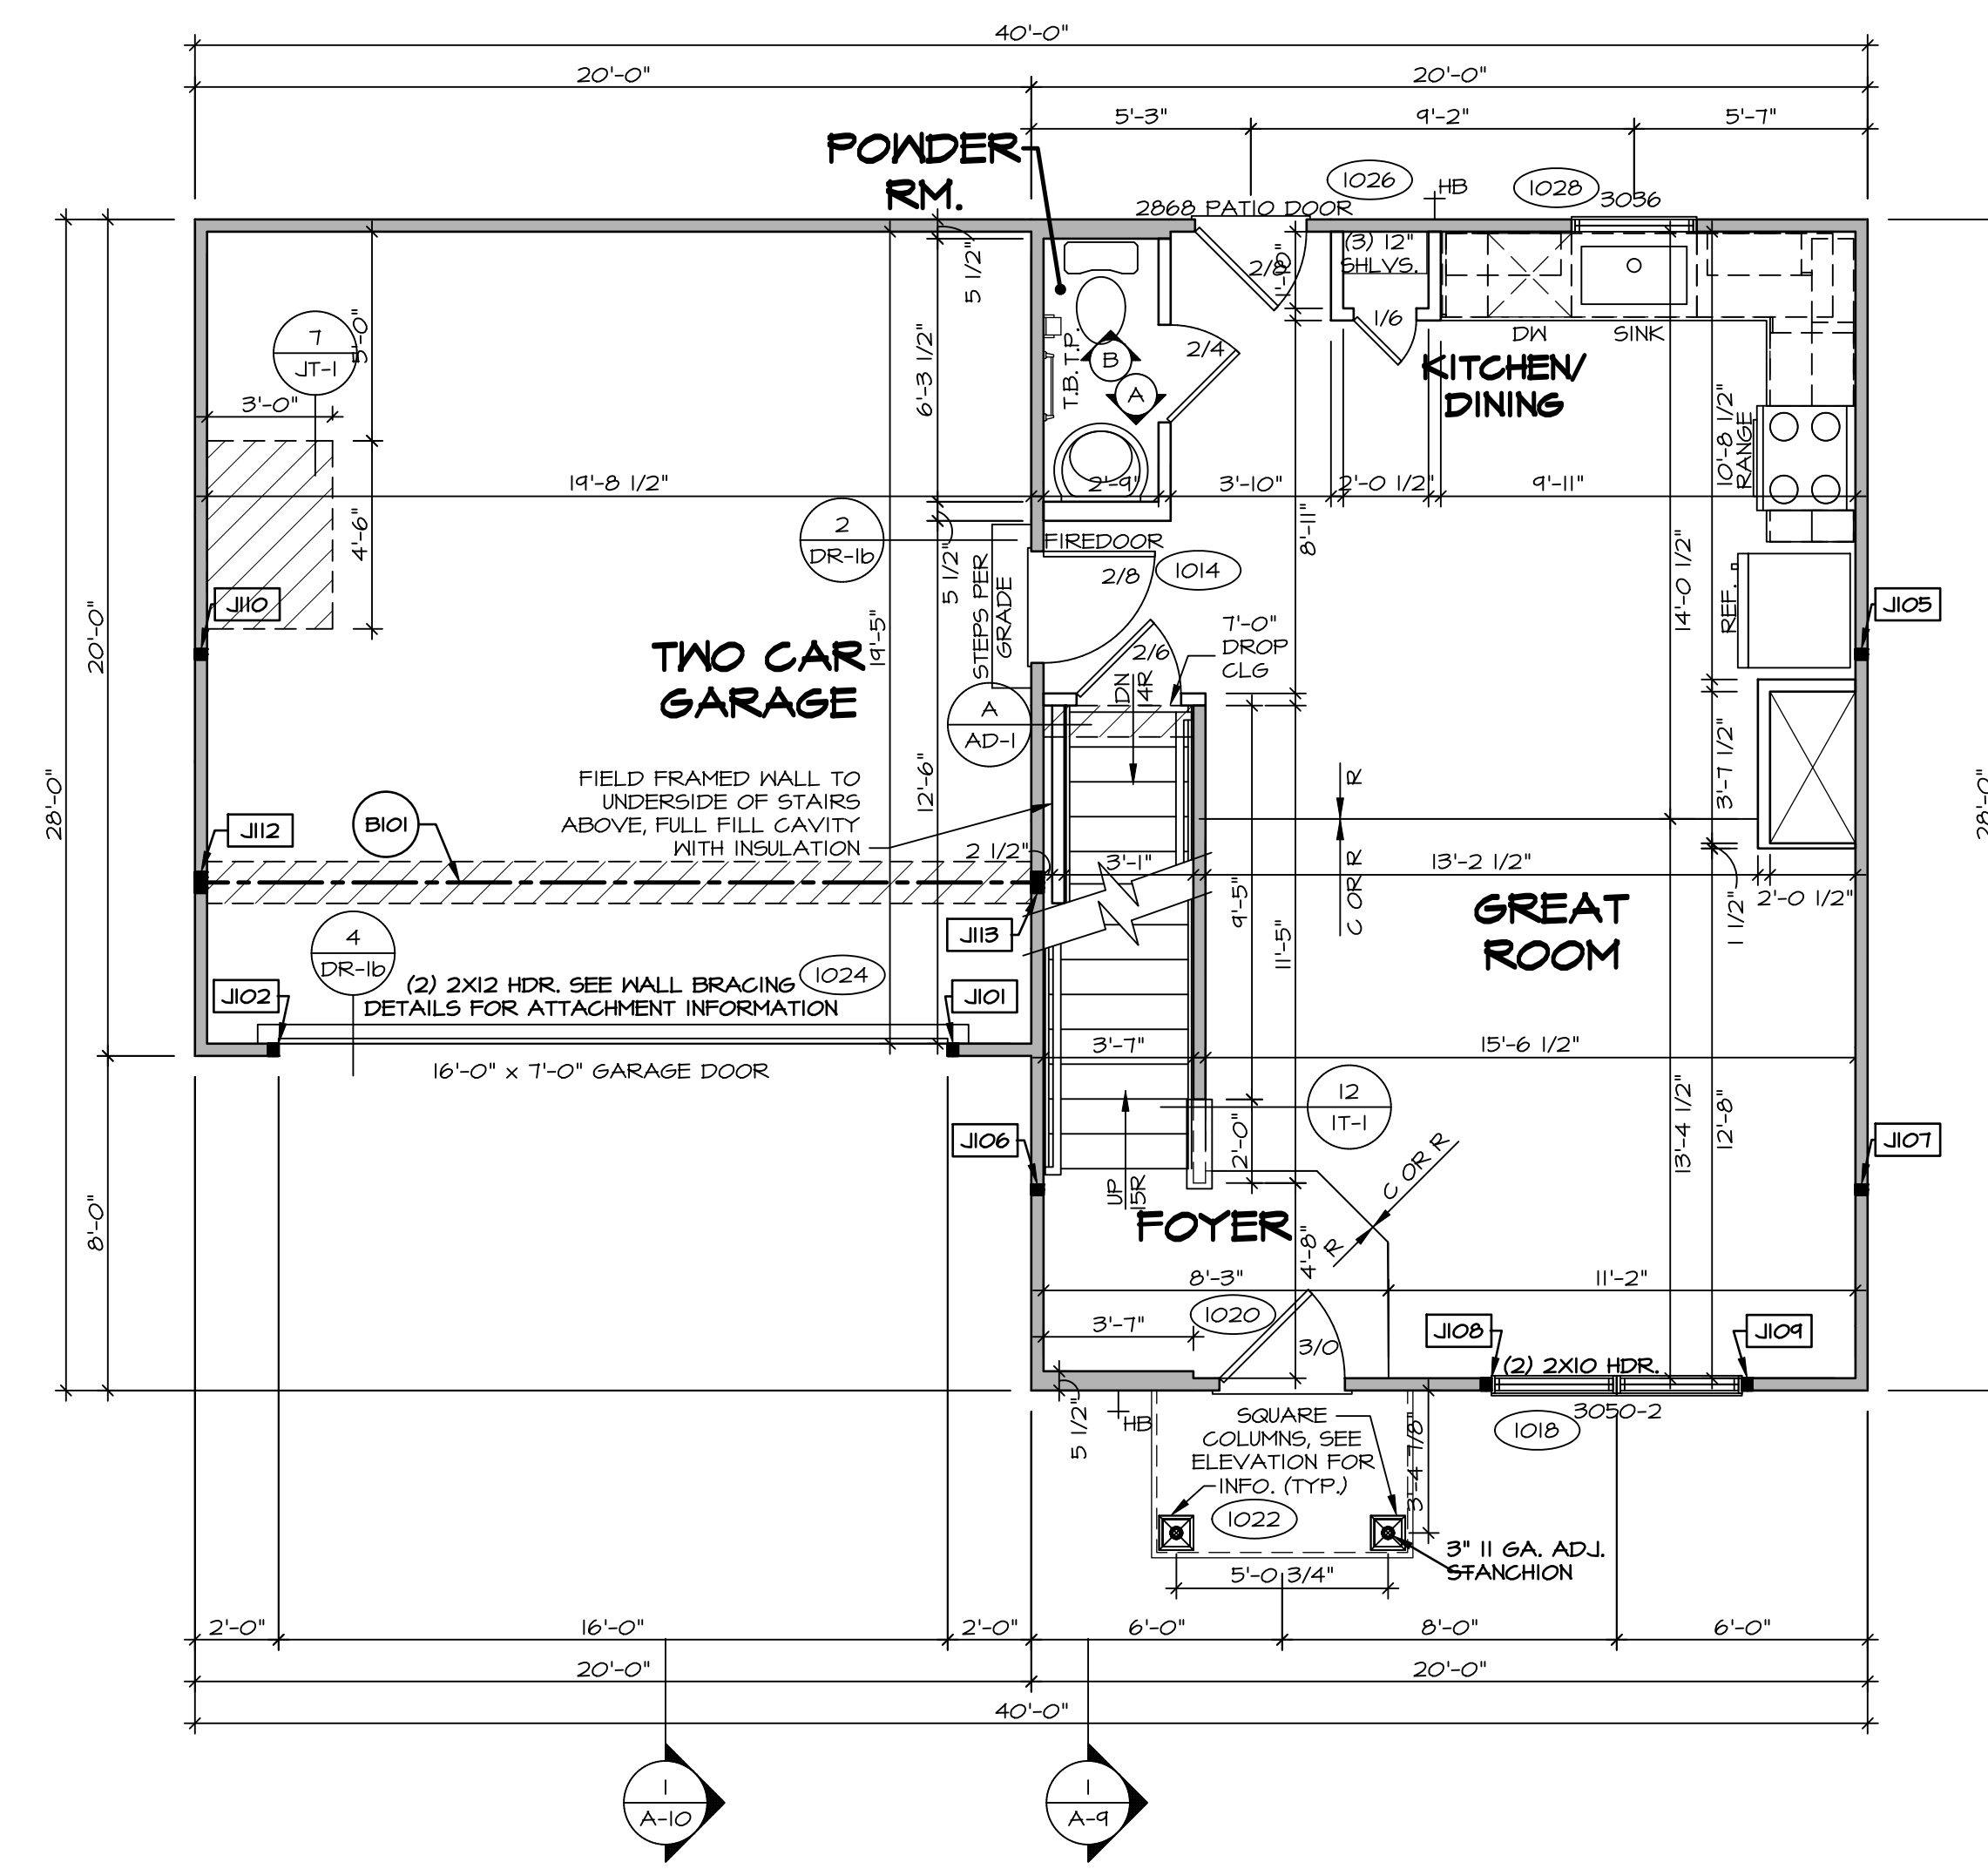 40'-0"
20'-0"
20'-0"
5'-3"
9'-2"
5'-7"
POWDER
RM.
1026
HB
1028
3036
2868 PATIO DOOR
(3) 12"
SHLVS.
2/8
1'-0"
1/6
DW
SINK
5 1/2"
7
JT-1
5'-0"
3'-0"
6'-3 1/2"
T.B. T.P.
B
A
2/4
KITCHEN/
DINING
10'-8 1/2"
RANGE
19'-8 1/2"
2'-9"
3'-10"
2'-0 1/2"
9'-11"
4'-6"
2
DR-1b
5 1/2"
FIREDOOR
2/8
1014
8'-11"
14'-0 1/2"
REF.
J110
J105
20'-0"
28'-0"
STEPS PER
GRADE
19'-5"
TWO CAR
GARAGE
2/6
7'-0"
DROP
CLG
DN
14R
A
AD-1
FIELD FRAMED WALL TO
UNDERSIDE OF STAIRS
ABOVE, FULL FILL CAVITY
WITH INSULATION
12'-6"
R
C OR R
3'-7 1/2"
28'-0"
J112
B101
2 1/2"
3'-1"
13'-2 1/2"
2'-0 1/2"
1 1/2"
9'-5"
11'-5"
GREAT
ROOM
J113
4
DR-1b
(2) 2X12 HDR. SEE WALL BRACING
DETAILS FOR ATTACHMENT INFORMATION
1024
J102
J101
16'-0" x 7'-0" GARAGE DOOR
3'-7"
15'-6 1/2"
12
IT-1
2'-0"
13'-4 1/2"
12'-8"
J106
J107
8'-0"
UP
15R
C OR R
R
FOYER
4'-8"
8'-3"
11'-2"
1020
3'-7"
3/0
J108
J109
(2) 2X10 HDR.
3050-2
1018
5 1/2"
HB
SQUARE
COLUMNS, SEE
ELEVATION FOR
INFO. (TYP.)
3'-4 7/8"
1022
3" 11 GA. ADJ.
STANCHION
5'-0 3/4"
2'-0"
16'-0"
2'-0"
6'-0"
8'-0"
6'-0"
20'-0"
20'-0"
40'-0"
1
A-10
1
A-9